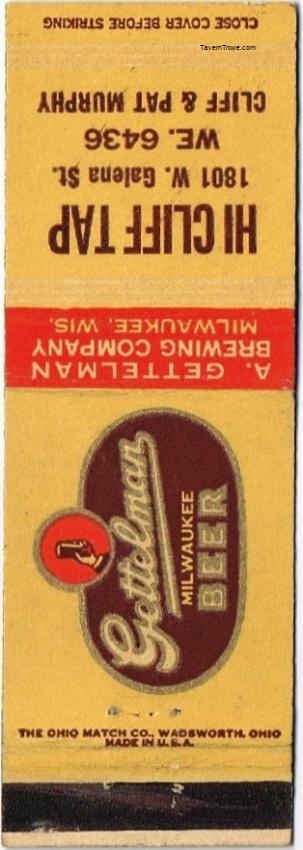 CLOSE COVER BEFORE STRIKING
TavernTrove.com
HI CLIFF TAP
1801 W. Galena St.
WE. 6436
CLIFF & PAT MURPHY
A. GETTELMAN
BREWING COMPANY
MILWAUKEE, WIS.
Gettelman
MILWAUKEE
BEER
THE OHIO MATCH CO., WADSWORTH, OHIO
MADE IN U.S.A.